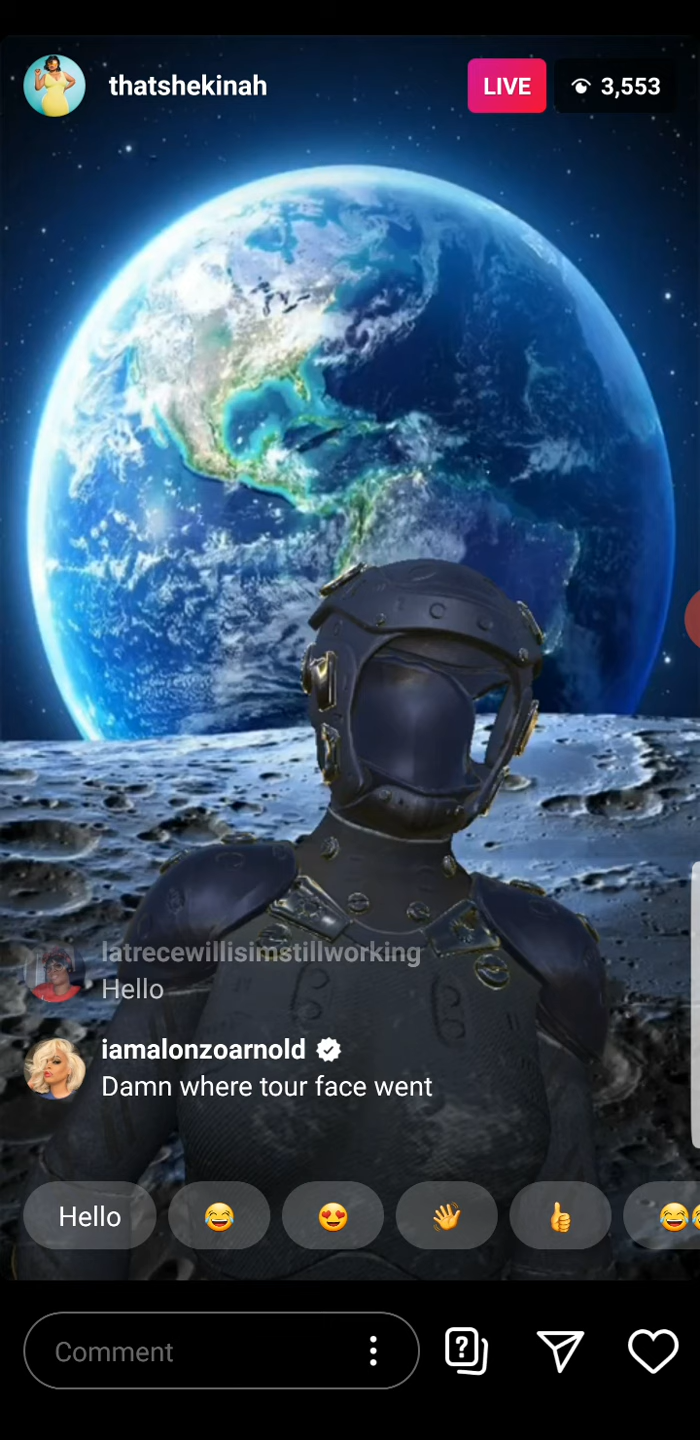 thatshekinah
LIVE
3,553
latrecewillisimstillworking
Hello
iamalonzoarnold
Damn where tour face went
Hello
Comment